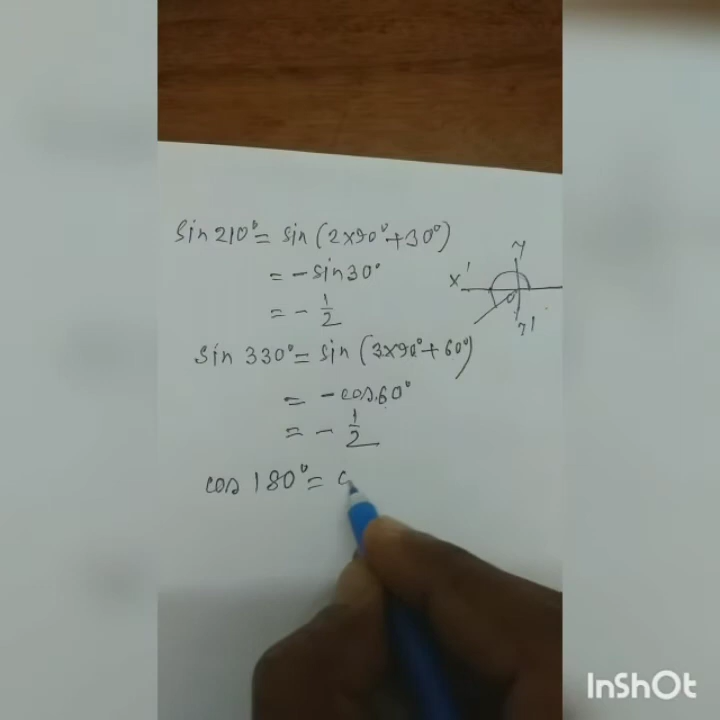 sin 210° = sin (2×90°+30°)
= - sin 30°
= - 1/2
sin 330° = sin (3×90°+60°)
= - cos 60°
= - 1/2
cos 180° = c
y
x'
O
y'
InShOt